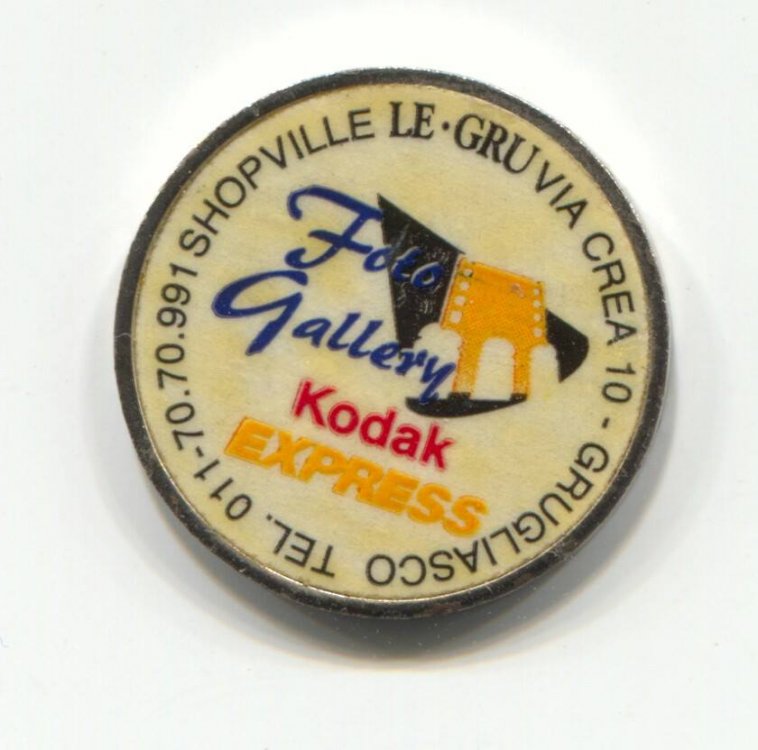 SHOPVILLE LE·GRU VIA CREA 10 - GRUGLIASCO TEL. 011-70.70.991
Foto
Gallery
Kodak
EXPRESS